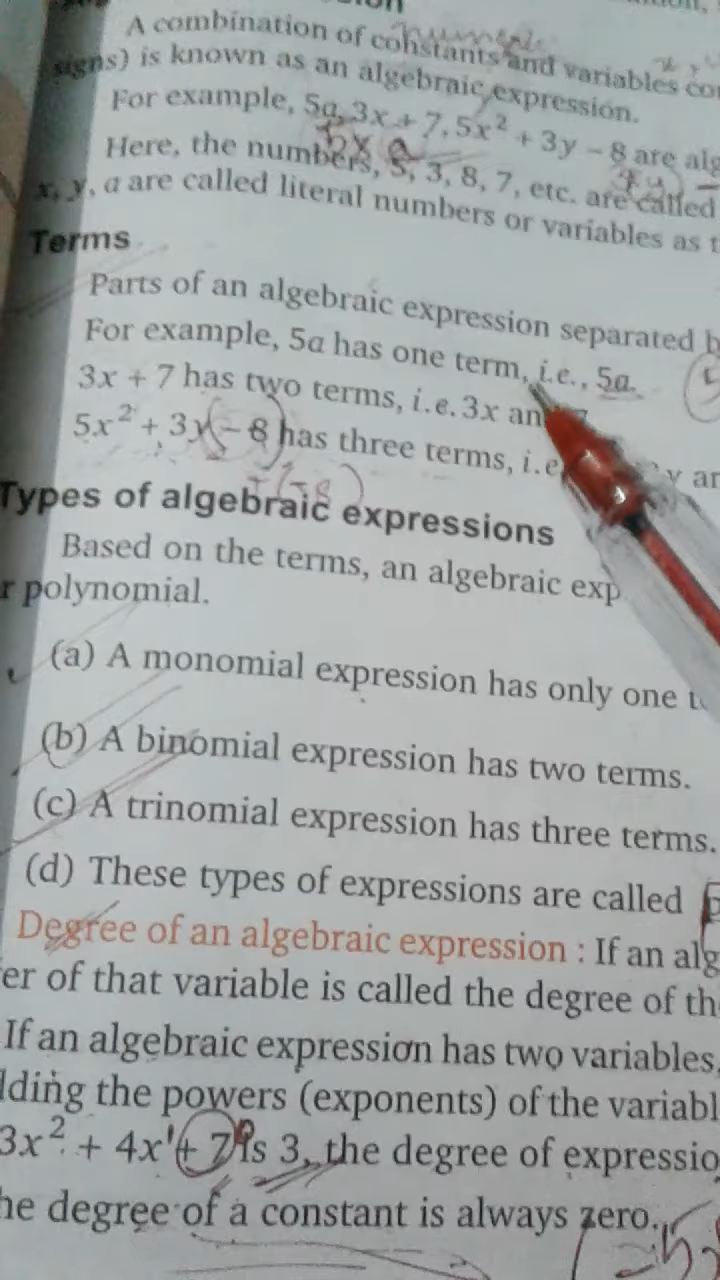 A combination of constants and variables
signs) is known as an algebraic expression.
For example, 5a, 3x + 7, 5x² + 3y − 8 are
Here, the numbers, 5, 3, 8, 7, etc. are called
x, y, a are called literal numbers or variables as
Terms
Parts of an algebraic expression separated
For example, 5a has one term, i.e., 5a.
3x + 7 has two terms, i.e. 3x
5x² + 3y − 8 has three terms,
+(−8)
Types of algebraic expressions
Based on the terms, an algebraic exp
r polynomial.
(a) A monomial expression has only one
(b) A binomial expression has two terms.
(c) A trinomial expression has three terms.
(d) These types of expressions are called
Degree of an algebraic expression : If an alg
er of that variable is called the degree of th
If an algebraic expression has two variables,
lding the powers (exponents) of the variabl
3x² + 4x + 7 is 3, the degree of expressio
he degree of a constant is always zero.